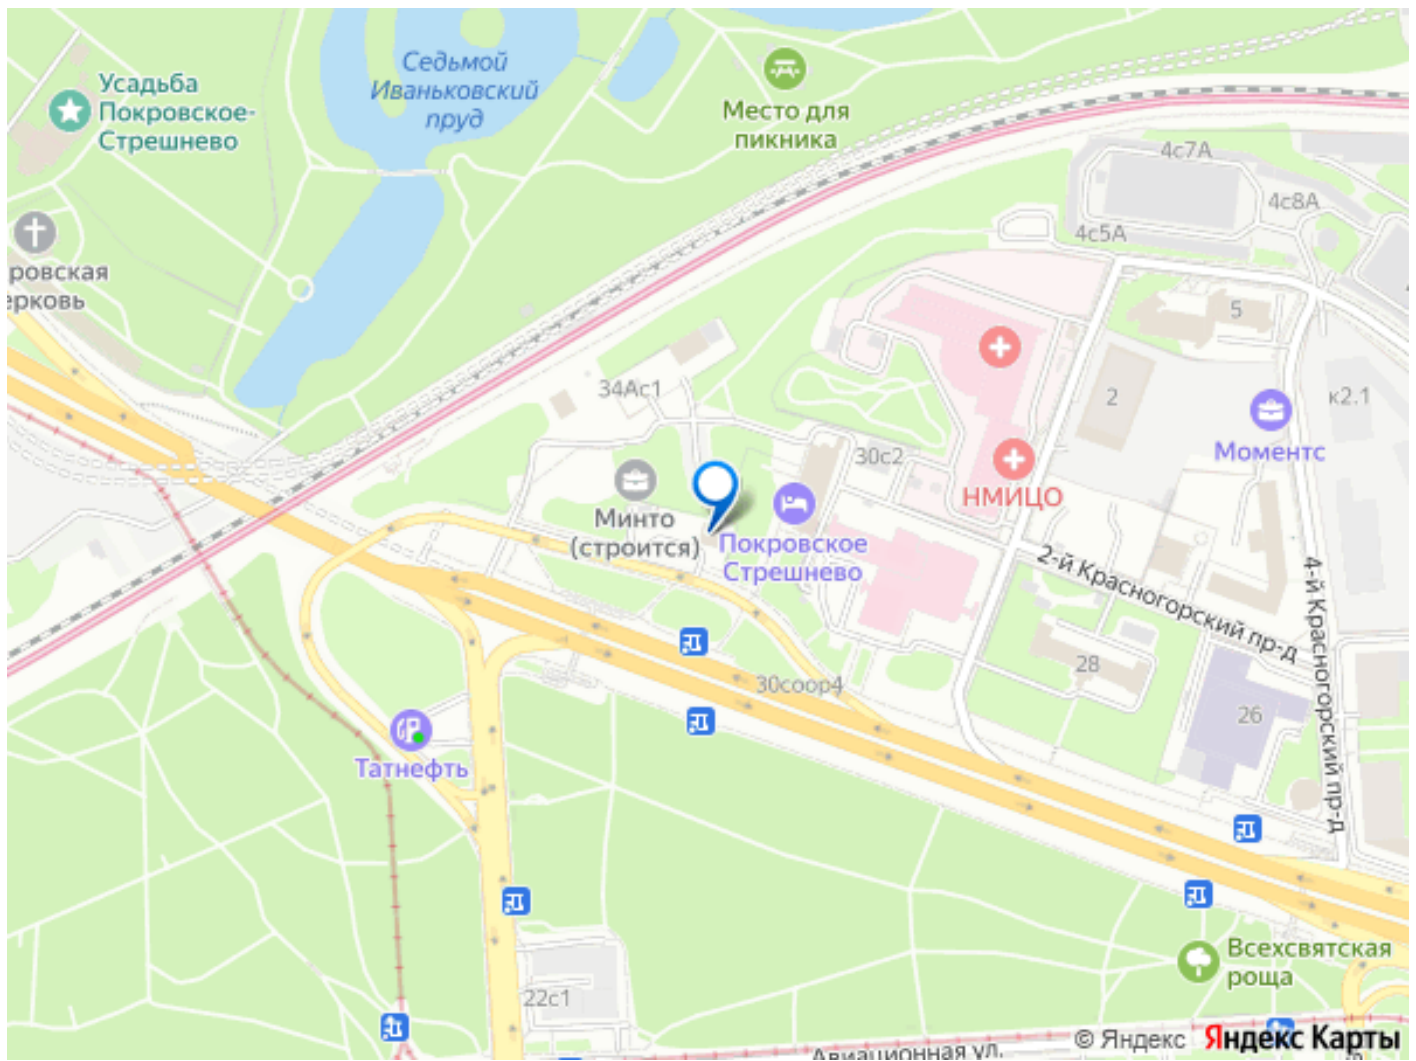 Седьмой
Иваньковский
пруд
Усадьба
Покровское-
Стрешнево
Место для
пикника
4с7А
4с8А
4с5А
ровская
ерковь
5
34Ас1
2
к2.1
Моментс
30с2
НМИЦО
Минто
(строится)
Покровское
Стрешнево
2-й Красногорский пр-д
4-й Красногорский пр-д
28
30соор4
26
Татнефть
Всехсвятская
роща
22с1
Авиационная ул.
© Яндекс Яндекс Карты